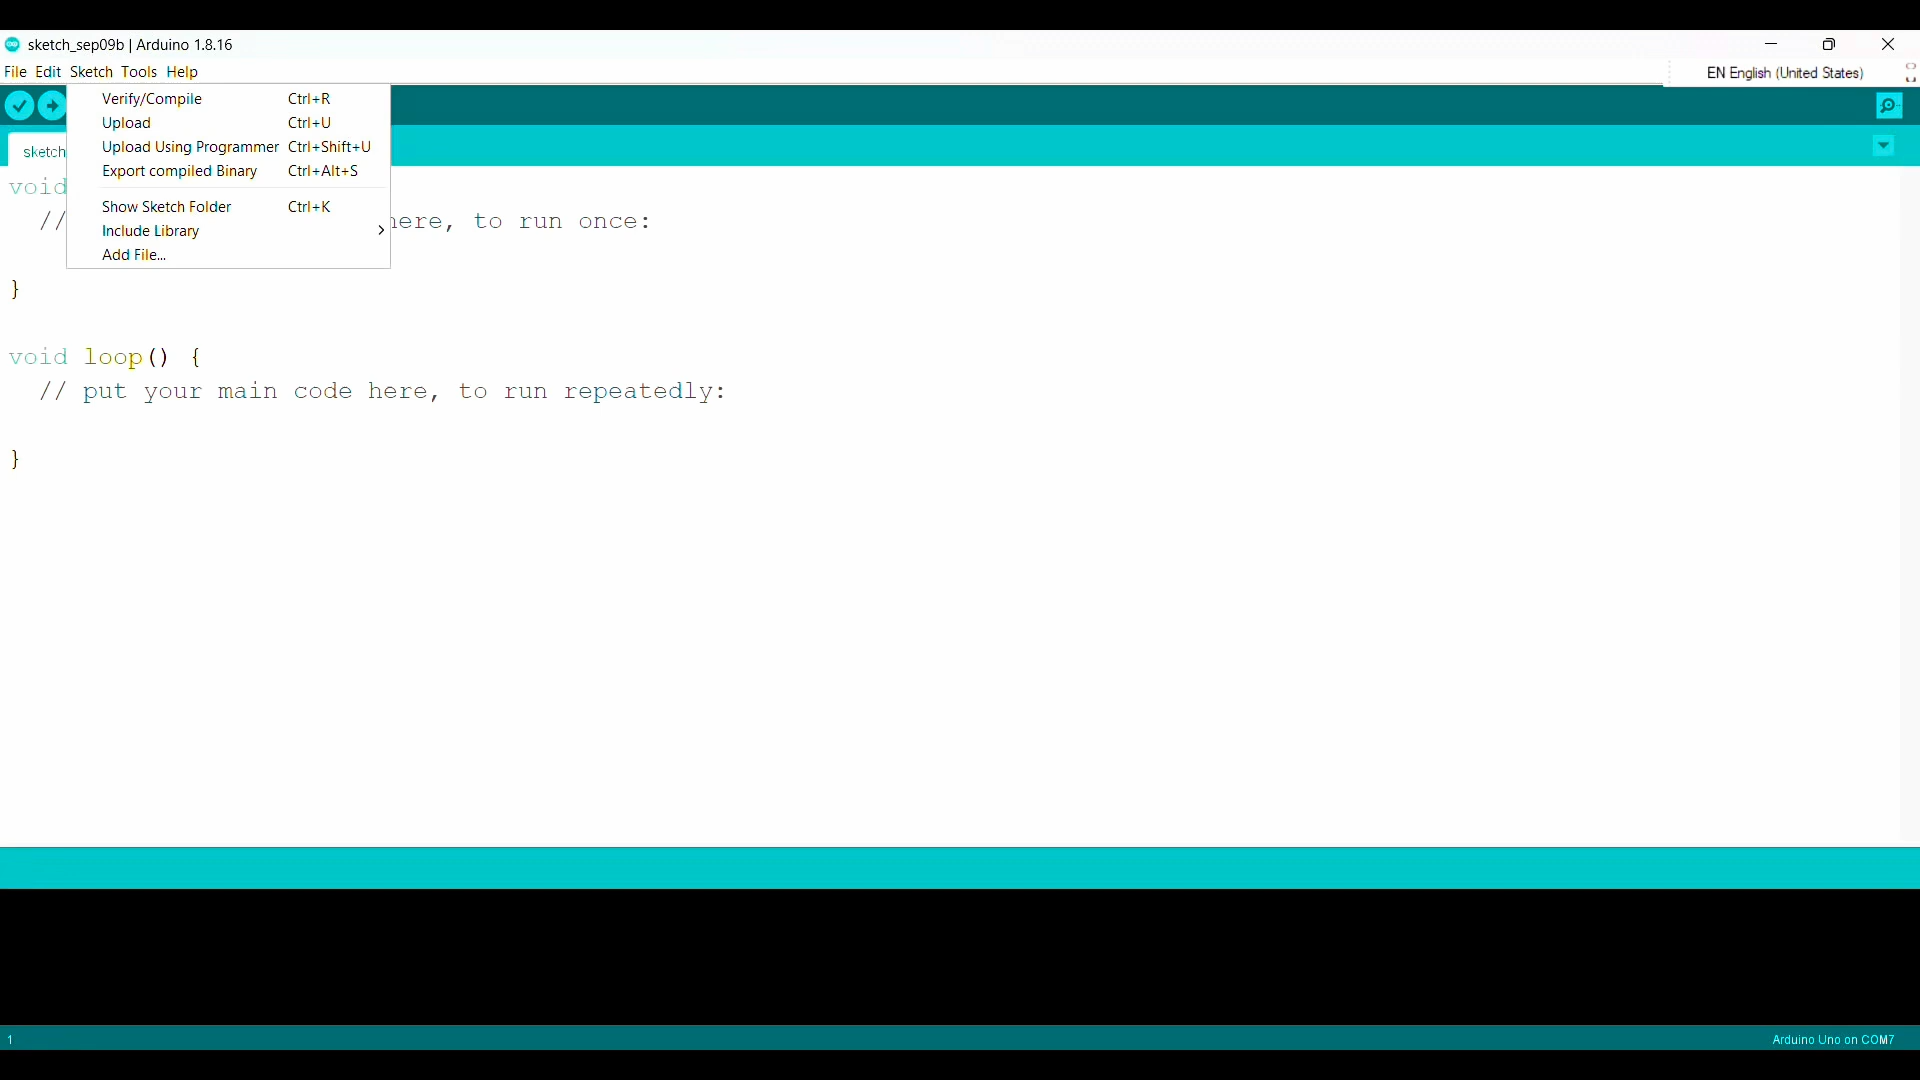 sketch_sep09b | Arduino 1.8.16
File Edit Sketch Tools Help
EN English (United States)
Verify/Compile Ctrl+R
Upload Ctrl+U
Upload Using Programmer Ctrl+Shift+U
Export compiled Binary Ctrl+Alt+S
Show Sketch Folder Ctrl+K
Include Library
Add File...
sketch
void
// here, to run once:
}
void loop() {
// put your main code here, to run repeatedly:
}
1
Arduino Uno on COM7